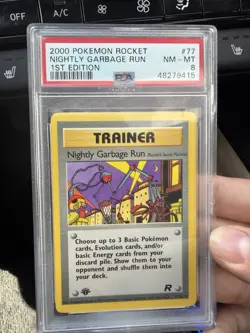 2000 POKEMON ROCKET #77
NIGHTLY GARBAGE RUN NM - MT
1ST EDITION 8
PSA 48279415
TRAINER
Nightly Garbage Run
Choose up to 3 Basic Pokémon
cards, Evolution cards, and/or
basic Energy cards from your
discard pile. Show them to your
opponent and shuffle them into
your deck.
R